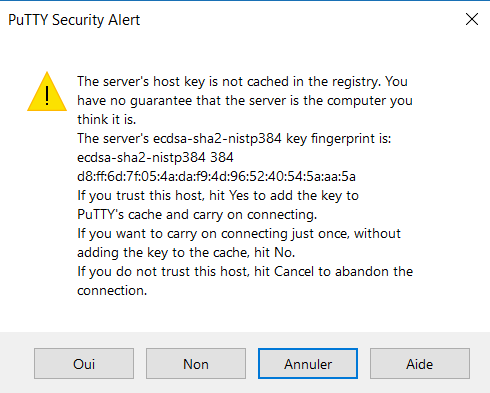 PuTTY Security Alert
The server's host key is not cached in the registry. You
have no guarantee that the server is the computer you
think it is.
The server's ecdsa-sha2-nistp384 key fingerprint is:
ecdsa-sha2-nistp384 384
d8:ff:6d:7f:05:4a:da:f9:4d:96:52:40:54:5a:aa:5a
If you trust this host, hit Yes to add the key to
PuTTY's cache and carry on connecting.
If you want to carry on connecting just once, without
adding the key to the cache, hit No.
If you do not trust this host, hit Cancel to abandon the
connection.
Oui
Non
Annuler
Aide